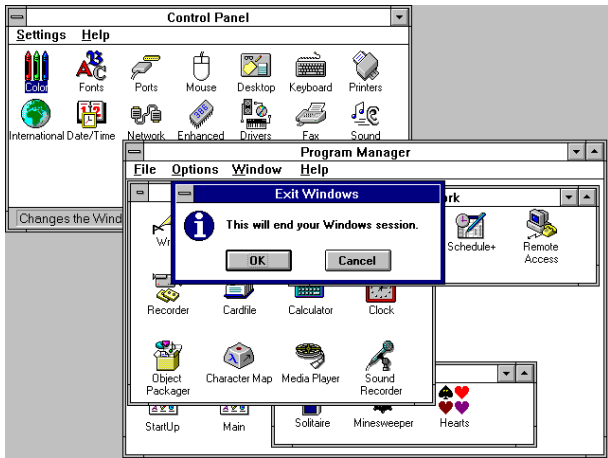 Control Panel
Settings Help
Color Fonts Ports Mouse Desktop Keyboard Printers
International Date/Time Network Enhanced Drivers Fax Sound
Changes the Wind
Program Manager
File Options Window Help
rk
Exit Windows
This will end your Windows session.
OK Cancel
Wr
Schedule+ Remote
Access
Recorder Cardfile Calculator Clock
Object
Packager
Character Map Media Player Sound
Recorder
StartUp Main Solitaire Minesweeper Hearts